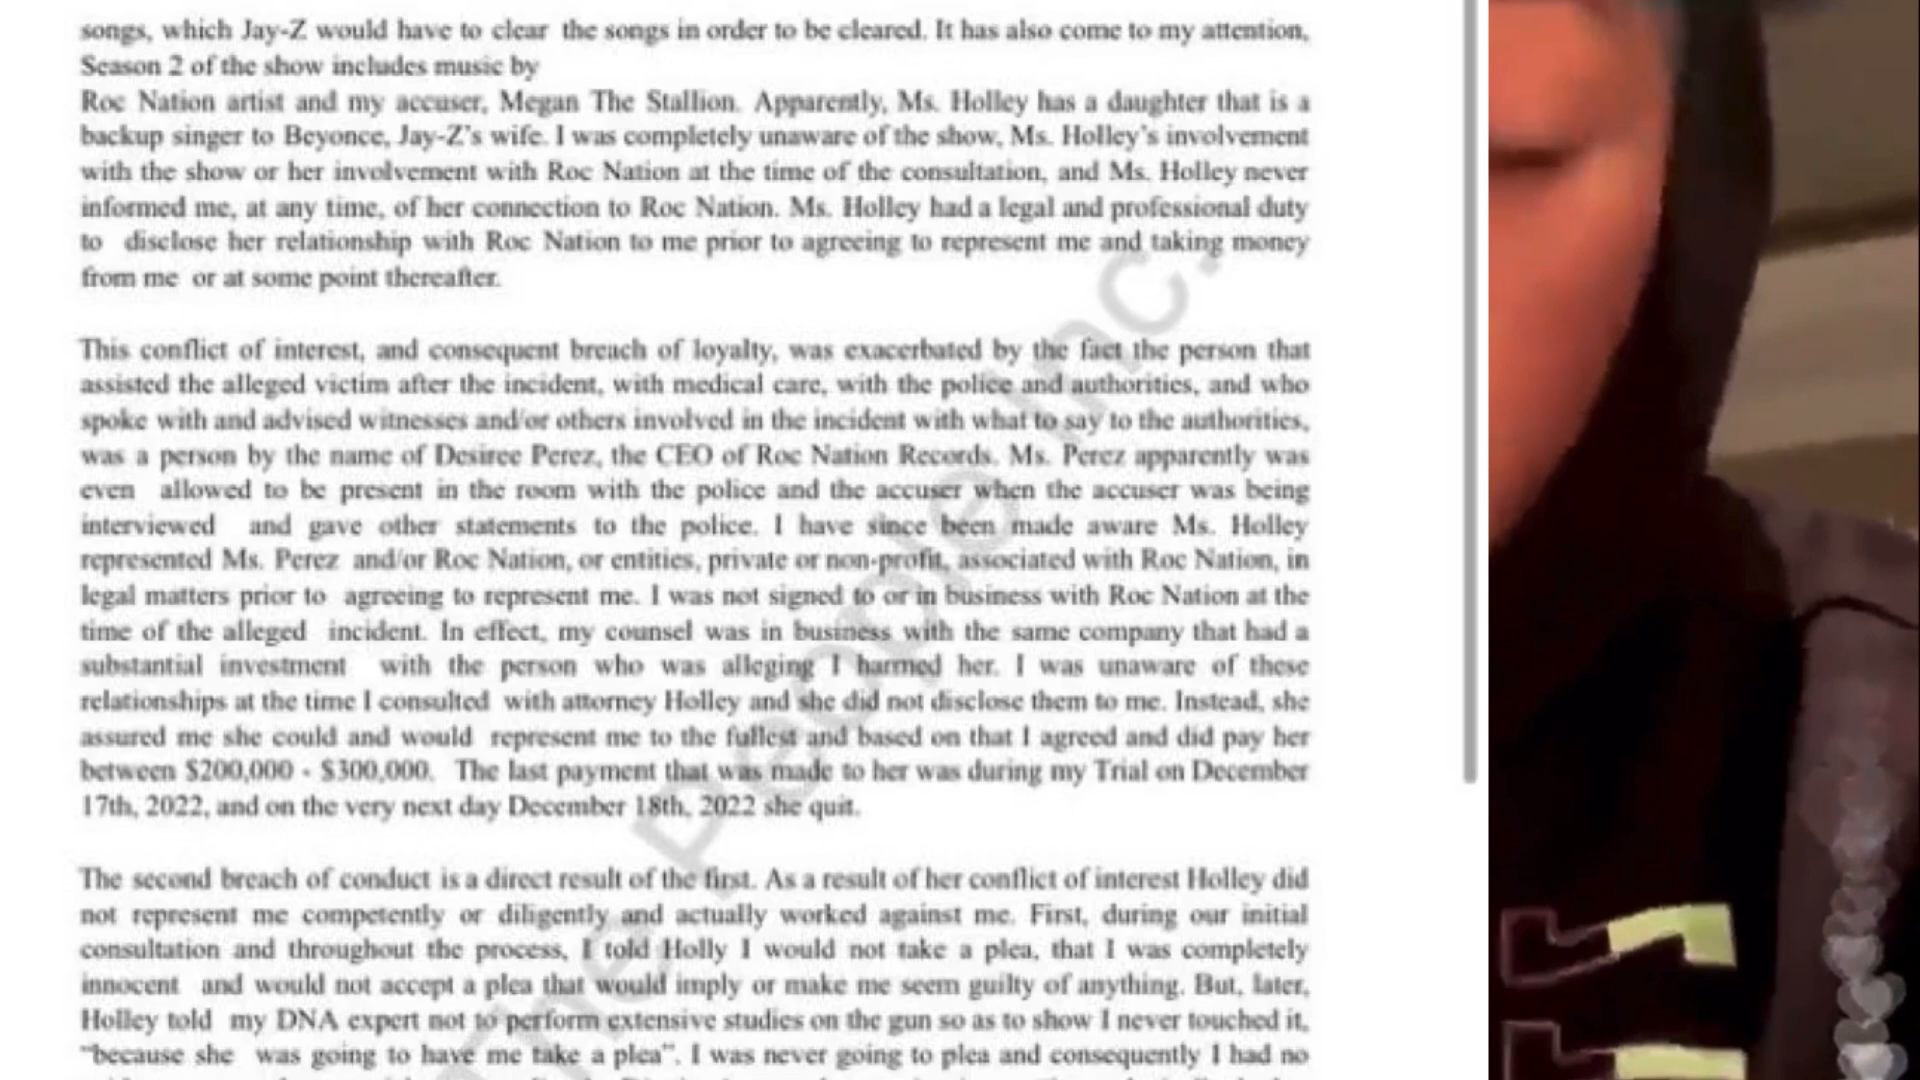 songs, which Jay-Z would have to clear the songs in order to be cleared. It has also come to my attention,
Season 2 of the show includes music by
Roc Nation artist and my accuser, Megan The Stallion. Apparently, Ms. Holley has a daughter that is a
backup singer to Beyonce, Jay-Z's wife. I was completely unaware of the show, Ms. Holley's involvement
with the show or her involvement with Roc Nation at the time of the consultation, and Ms. Holley never
informed me, at any time, of her connection to Roc Nation. Ms. Holley had a legal and professional duty
to disclose her relationship with Roc Nation to me prior to agreeing to represent me and taking money
from me or at some point thereafter.
This conflict of interest, and consequent breach of loyalty, was exacerbated by the fact the person that
assisted the alleged victim after the incident, with medical care, with the police and authorities, and who
spoke with and advised witnesses and/or others involved in the incident with what to say to the authorities,
was a person by the name of Desiree Perez, the CEO of Roc Nation Records. Ms. Perez apparently was
even allowed to be present in the room with the police and the accuser when the accuser was being
interviewed and gave other statements to the police. I have since been made aware Ms. Holley
represented Ms. Perez and/or Roc Nation, or entities, private or non-profit, associated with Roc Nation, in
legal matters prior to agreeing to represent me. I was not signed to or in business with Roc Nation at the
time of the alleged incident. In effect, my counsel was in business with the same company that had a
substantial investment with the person who was alleging I harmed her. I was unaware of these
relationships at the time I consulted with attorney Holley and she did not disclose them to me. Instead, she
assured me she could and would represent me to the fullest and based on that I agreed and did pay her
between $200,000 - $300,000. The last payment that was made to her was during my Trial on December
17th, 2022, and on the very next day December 18th, 2022 she quit.
The second breach of conduct is a direct result of the first. As a result of her conflict of interest Holley did
not represent me competently or diligently and actually worked against me. First, during our initial
consultation and throughout the process, I told Holly I would not take a plea, that I was completely
innocent and would not accept a plea that would imply or make me seem guilty of anything. But, later,
Holley told my DNA expert not to perform extensive studies on the gun so as to show I never touched it,
"because she was going to have me take a plea". I was never going to plea and consequently I had no
The People Inc.